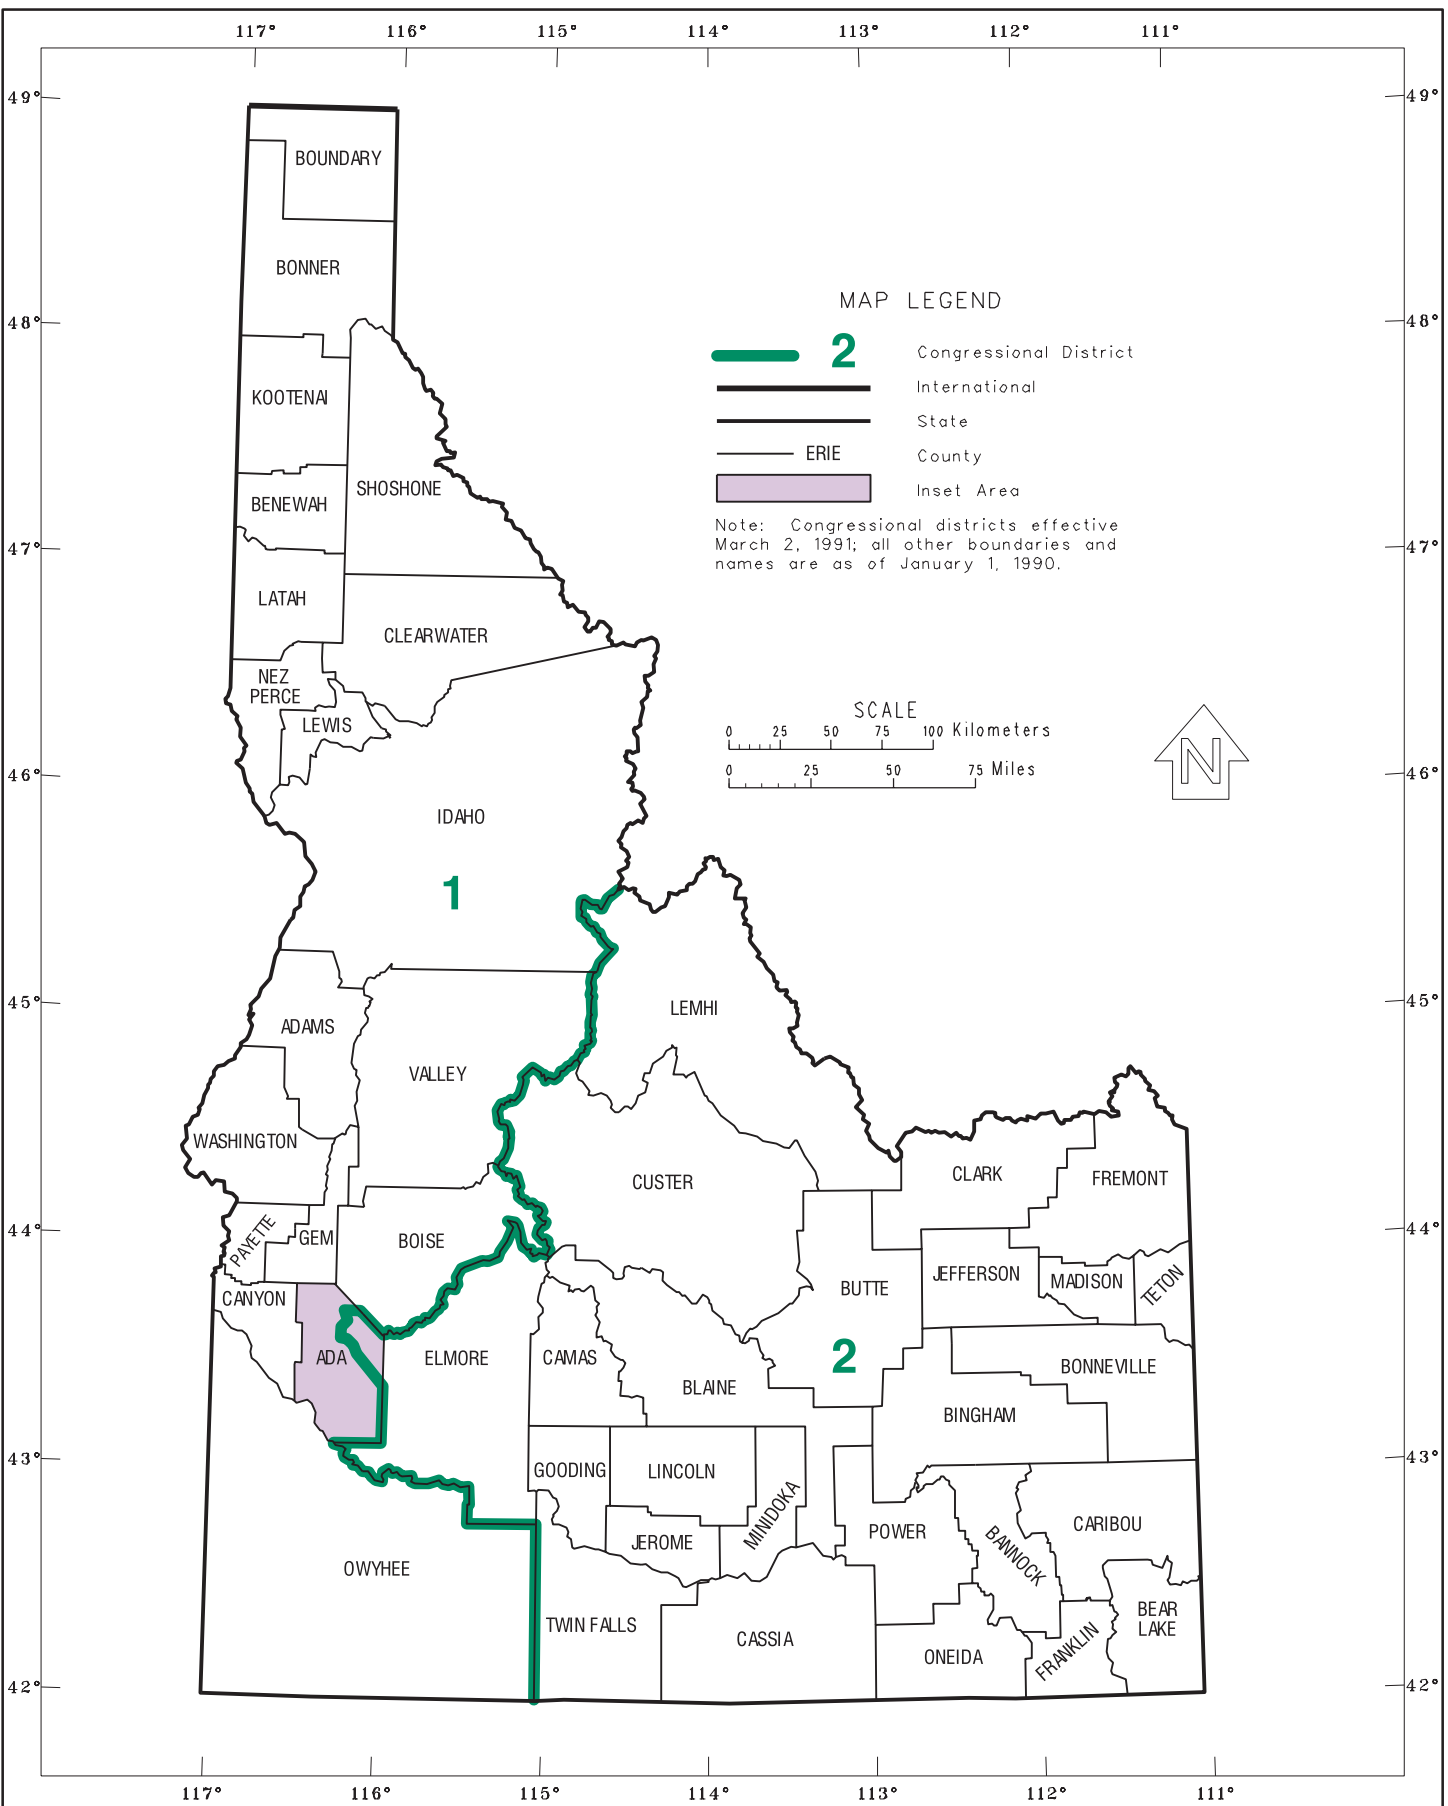 117° 116° 115° 114° 113° 112° 111°
49° 49°
BOUNDARY
BONNER
MAP LEGEND
48° 48°
2 Congressional District
International
State
ERIE County
Inset Area
Note: Congressional districts effective
March 2, 1991; all other boundaries and
names are as of January 1, 1990.
KOOTENAI
SHOSHONE
BENEWAH
47° 47°
LATAH
CLEARWATER
NEZ
PERCE
LEWIS
SCALE
0 25 50 75 100 Kilometers
0 25 50 75 Miles
N
46° 46°
IDAHO
1
45° 45°
LEMHI
ADAMS
VALLEY
WASHINGTON
CUSTER
CLARK
FREMONT
44° 44°
PAYETTE
GEM
BOISE
BUTTE
JEFFERSON
MADISON
TETON
CANYON
ADA
ELMORE
CAMAS
BLAINE
2
BONNEVILLE
BINGHAM
43° 43°
GOODING
LINCOLN
MINIDOKA
JEROME
POWER
BANNOCK
CARIBOU
OWYHEE
TWIN FALLS
CASSIA
ONEIDA
FRANKLIN
BEAR
LAKE
42° 42°
117° 116° 115° 114° 113° 112° 111°